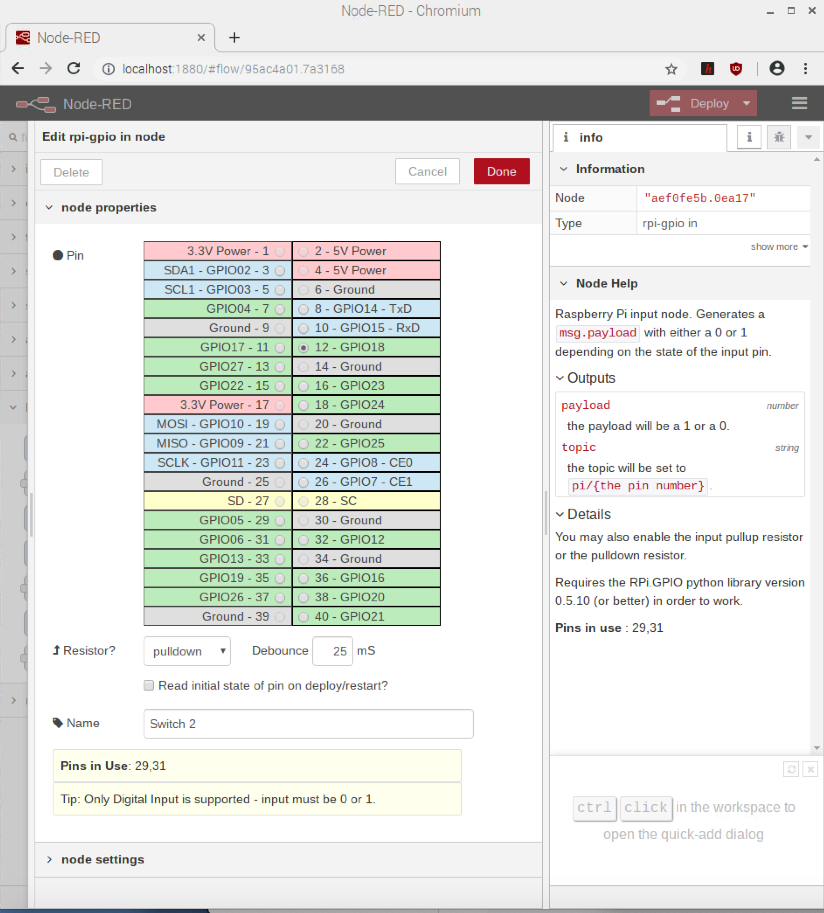 Node-RED - Chromium
Node-RED
localhost:1880/#flow/95ac4a01.7a3168
Node-RED
Deploy
Edit rpi-gpio in node
Delete
Cancel
Done
node properties
Pin
3.3V Power - 1 2 - 5V Power
SDA1 - GPIO02 - 3 4 - 5V Power
SCL1 - GPIO03 - 5 6 - Ground
GPIO04 - 7 8 - GPIO14 - TxD
Ground - 9 10 - GPIO15 - RxD
GPIO17 - 11 12 - GPIO18
GPIO27 - 13 14 - Ground
GPIO22 - 15 16 - GPIO23
3.3V Power - 17 18 - GPIO24
MOSI - GPIO10 - 19 20 - Ground
MISO - GPIO09 - 21 22 - GPIO25
SCLK - GPIO11 - 23 24 - GPIO8 - CE0
Ground - 25 26 - GPIO7 - CE1
SD - 27 28 - SC
GPIO05 - 29 30 - Ground
GPIO06 - 31 32 - GPIO12
GPIO13 - 33 34 - Ground
GPIO19 - 35 36 - GPIO16
GPIO26 - 37 38 - GPIO20
Ground - 39 40 - GPIO21
Resistor? pulldown Debounce 25 mS
Read initial state of pin on deploy/restart?
Name Switch 2
Pins in Use: 29,31
Tip: Only Digital Input is supported - input must be 0 or 1.
node settings
info
Information
Node "aef0fe5b.0ea17"
Type rpi-gpio in
show more
Node Help
Raspberry Pi input node. Generates a
msg.payload with either a 0 or 1
depending on the state of the input pin.
Outputs
payload number
the payload will be a 1 or a 0.
topic string
the topic will be set to
pi/{the pin number} .
Details
You may also enable the input pullup resistor
or the pulldown resistor.
Requires the RPi.GPIO python library version
0.5.10 (or better) in order to work.
Pins in use : 29,31
ctrl click in the workspace to
open the quick-add dialog